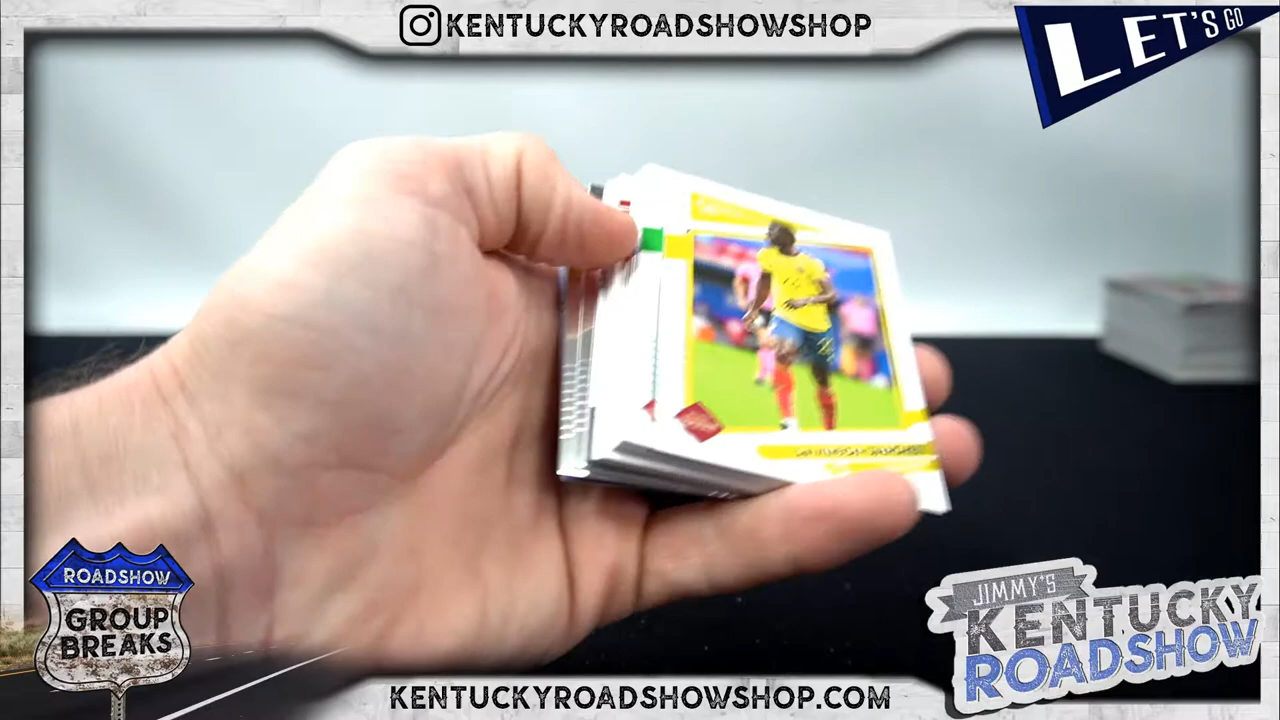 KENTUCKYROADSHOWSHOP
LET'S GO
ROADSHOW
GROUP
BREAKS
JIMMY'S
KENTUCKY
ROADSHOW
KENTUCKYROADSHOWSHOP.COM